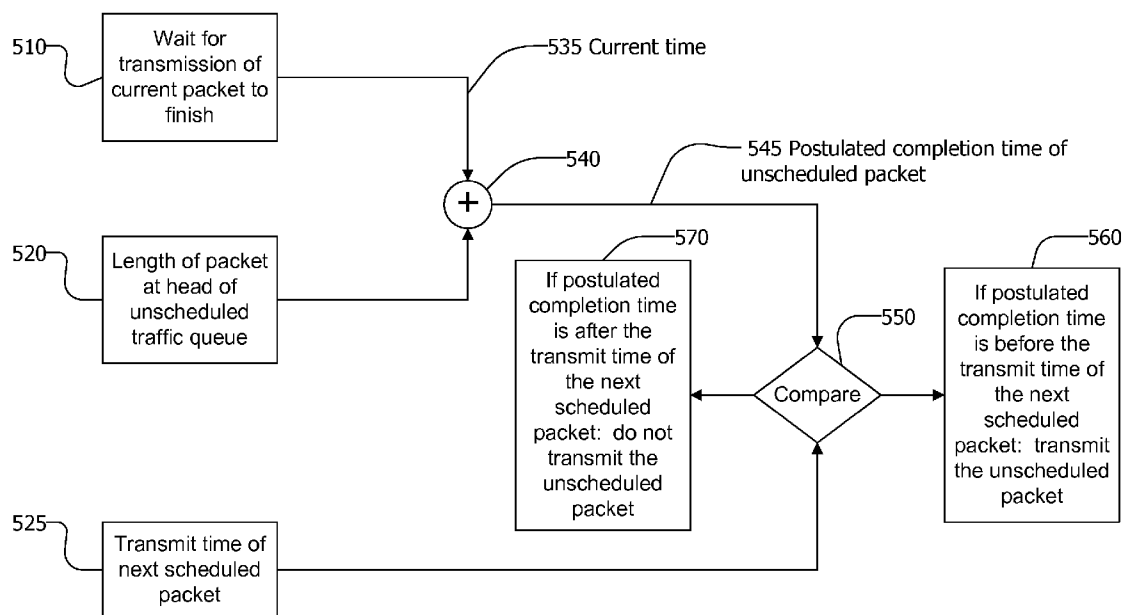 510
Wait for
transmission of
current packet to
finish
535 Current time
540
545 Postulated completion time of
unscheduled packet
+
520
Length of packet
at head of
unscheduled
traffic queue
570
If postulated
completion time
is after the
transmit time of
the next
scheduled
packet: do not
transmit the
unscheduled
packet
550
Compare
560
If postulated
completion time
is before the
transmit time of
the next
scheduled
packet: transmit
the unscheduled
packet
525
Transmit time of
next scheduled
packet